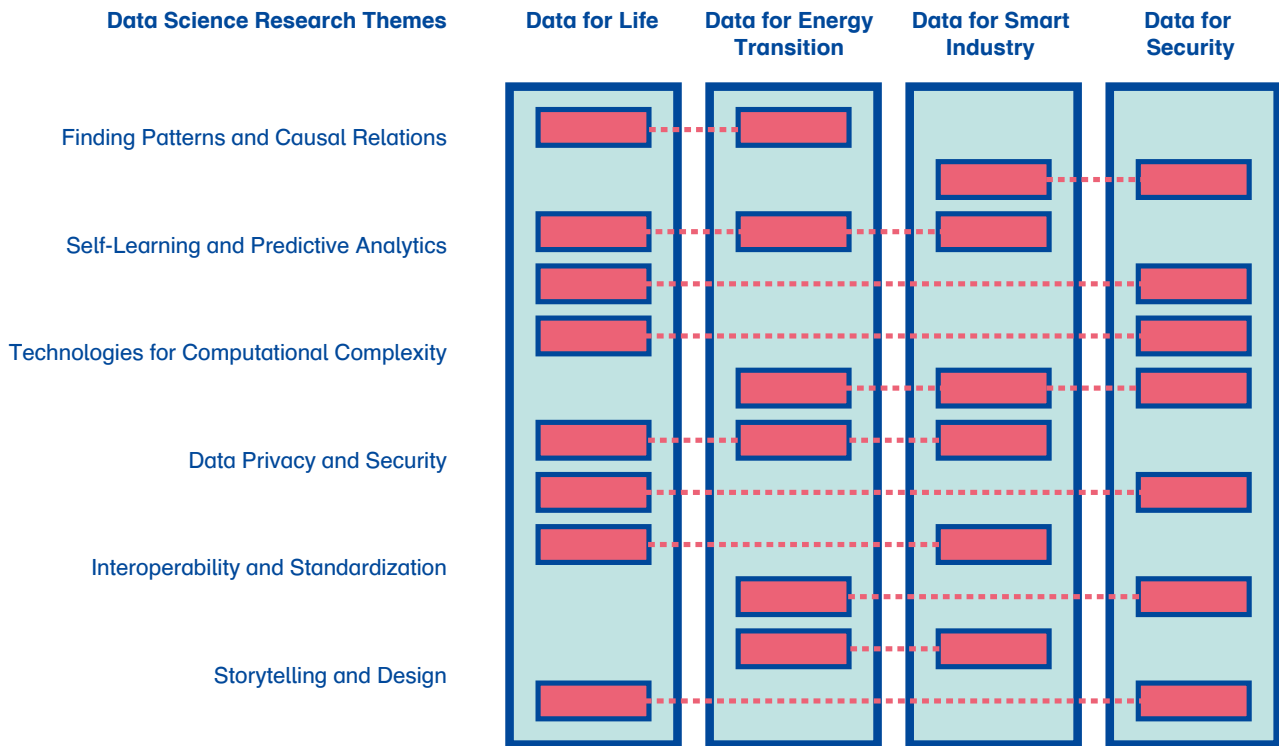 Data Science Research Themes
Data for Life
Data for Energy
Transition
Data for Smart
Industry
Data for
Security
Finding Patterns and Causal Relations
Self-Learning and Predictive Analytics
Technologies for Computational Complexity
Data Privacy and Security
Interoperability and Standardization
Storytelling and Design